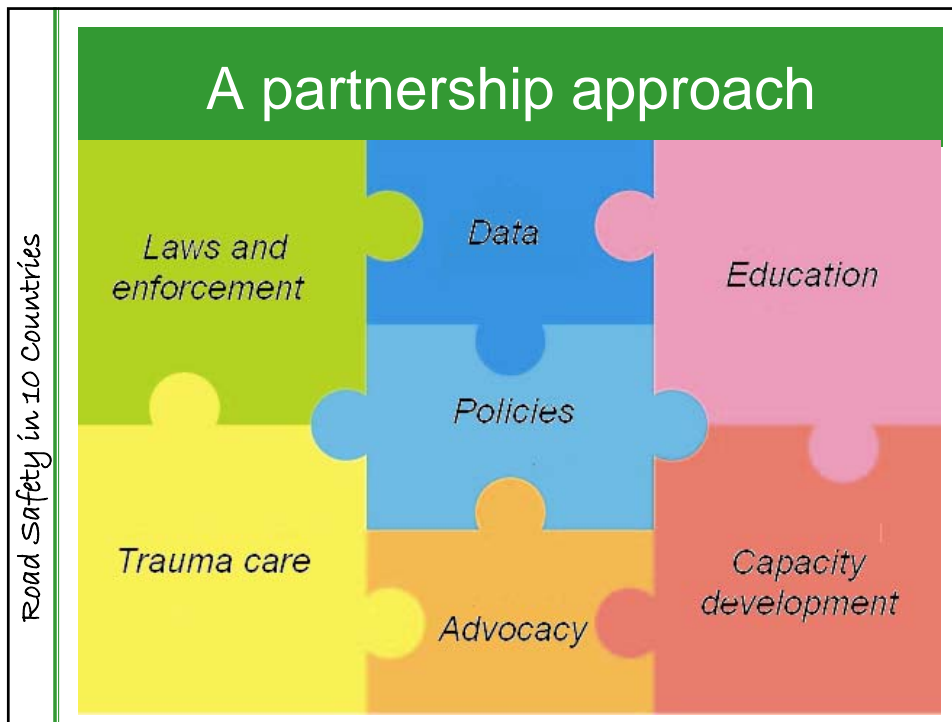 A partnership approach
Road Safety in 10 Countries
Laws and
enforcement
Data
Education
Policies
Trauma care
Advocacy
Capacity
development